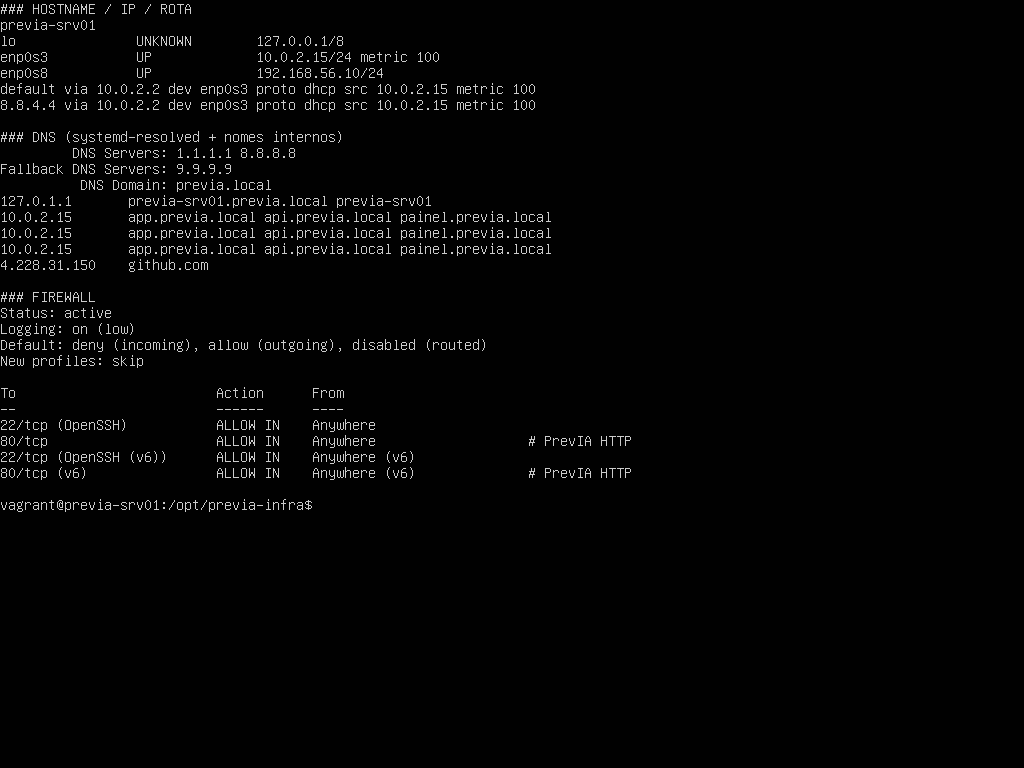 ### HOSTNAME / IP / ROTA
previa-srv01
lo               UNKNOWN        127.0.0.1/8
enp0s3           UP             10.0.2.15/24 metric 100
enp0s8           UP             192.168.56.10/24
default via 10.0.2.2 dev enp0s3 proto dhcp src 10.0.2.15 metric 100
8.8.4.4 via 10.0.2.2 dev enp0s3 proto dhcp src 10.0.2.15 metric 100

### DNS (systemd-resolved + nomes internos)
         DNS Servers: 1.1.1.1 8.8.8.8
Fallback DNS Servers: 9.9.9.9
          DNS Domain: previa.local
127.0.1.1       previa-srv01.previa.local previa-srv01
10.0.2.15       app.previa.local api.previa.local painel.previa.local
10.0.2.15       app.previa.local api.previa.local painel.previa.local
10.0.2.15       app.previa.local api.previa.local painel.previa.local
4.228.31.150    github.com

### FIREWALL
Status: active
Logging: on (low)
Default: deny (incoming), allow (outgoing), disabled (routed)
New profiles: skip

To                         Action      From
--                         ------      ----
22/tcp (OpenSSH)           ALLOW IN    Anywhere
80/tcp                     ALLOW IN    Anywhere                   # PrevIA HTTP
22/tcp (OpenSSH (v6))      ALLOW IN    Anywhere (v6)
80/tcp (v6)                ALLOW IN    Anywhere (v6)              # PrevIA HTTP

vagrant@previa-srv01:/opt/previa-infra$